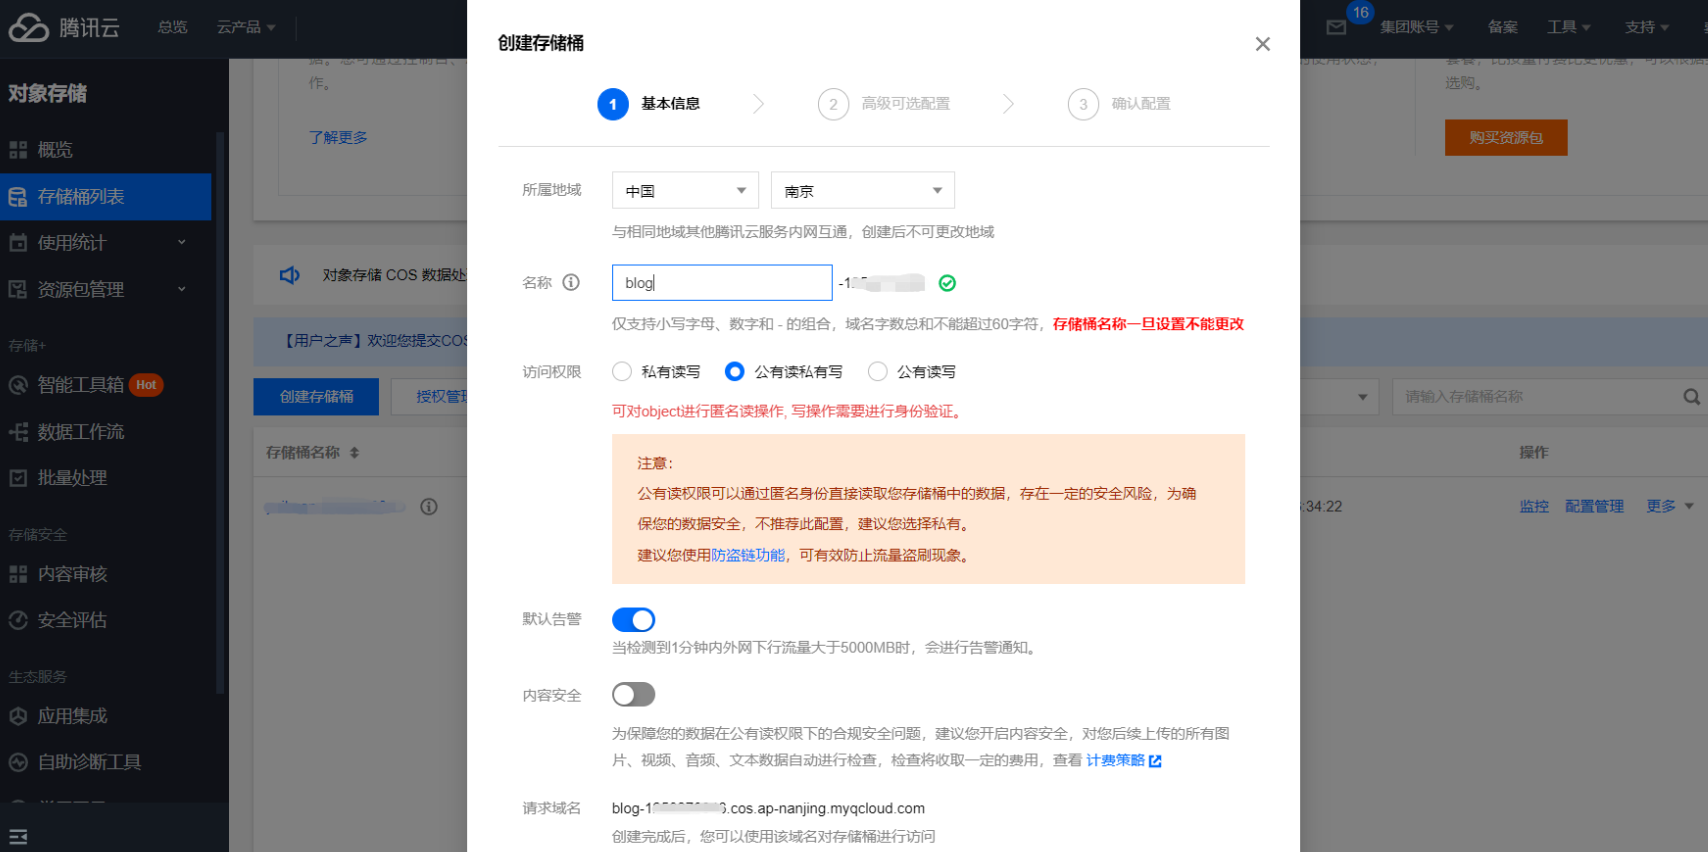 腾讯云
总览
云产品
16
集团账号
备案
工具
支持
对象存储
概览
存储桶列表
使用统计
资源包管理
存储+
智能工具箱 Hot
数据工作流
批量处理
存储安全
内容审核
安全评估
生态服务
应用集成
自助诊断工具
作。
了解更多
选购。
购买资源包
对象存储 COS 数据处
【用户之声】欢迎您提交COS
创建存储桶
授权管理
请输入存储桶名称
存储桶名称
操作
:34:22
监控 配置管理 更多
创建存储桶
1 基本信息
2 高级可选配置
3 确认配置
所属地域 中国 南京
与相同地域其他腾讯云服务内网互通，创建后不可更改地域
名称 blog
仅支持小写字母、数字和 - 的组合，域名字数总和不能超过60字符，存储桶名称一旦设置不能更改
访问权限 私有读写 公有读私有写 公有读写
可对object进行匿名读操作, 写操作需要进行身份验证。
注意：
公有读权限可以通过匿名身份直接读取您存储桶中的数据，存在一定的安全风险，为确
保您的数据安全，不推荐此配置，建议您选择私有。
建议您使用防盗链功能，可有效防止流量盗刷现象。
默认告警
当检测到1分钟内外网下行流量大于5000MB时，会进行告警通知。
内容安全
为保障您的数据在公有读权限下的合规安全问题，建议您开启内容安全，对您后续上传的所有图
片、视频、音频、文本数据自动进行检查，检查将收取一定的费用，查看 计费策略
请求域名 .cos.ap-nanjing.myqcloud.com
创建完成后，您可以使用该域名对存储桶进行访问